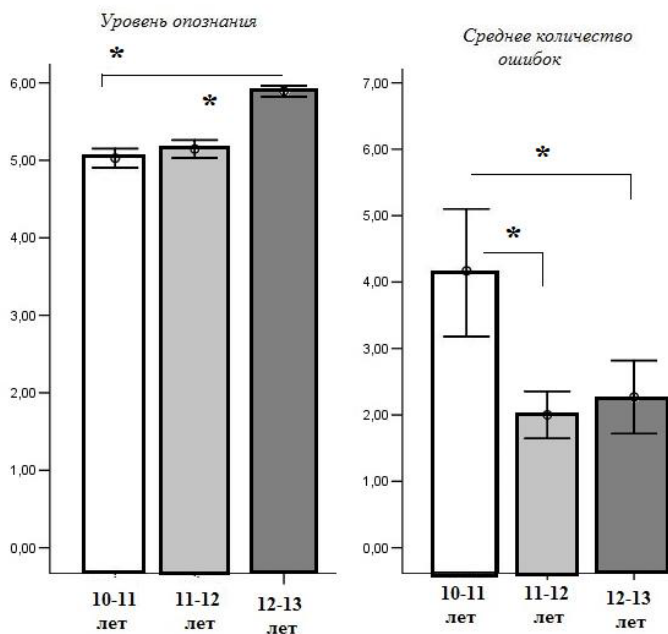 Уровень опознания
*
*
6,00
5,00
4,00
3,00
2,00
1,00
0,00
10-11 лет
11-12 лет
12-13 лет
Среднее количество
ошибок
7,00
6,00
5,00
4,00
3,00
2,00
1,00
0,00
*
*
10-11
лет
11-12
лет
12-13
лет